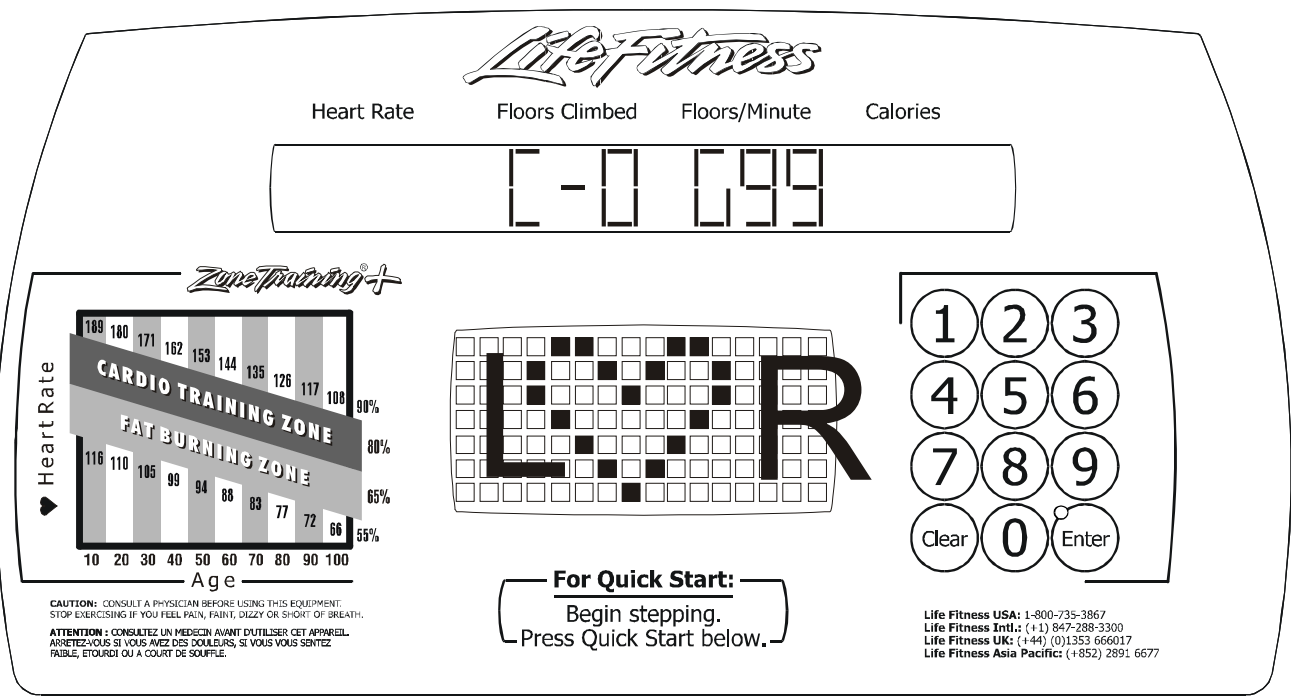 LifeFitness
Heart Rate Floors Climbed Floors/Minute Calories
C-0 G99
ZoneTraining®+
189 180 171 162 153 144 135 126 117 108
90%
CARDIO TRAINING ZONE
80%
FAT BURNING ZONE
65%
116 110 105 99 94 88 83 77 72 66
55%
♥ Heart Rate
10 20 30 40 50 60 70 80 90 100
Age
CAUTION: CONSULT A PHYSICIAN BEFORE USING THIS EQUIPMENT.
STOP EXERCISING IF YOU FEEL PAIN, FAINT, DIZZY OR SHORT OF BREATH.
ATTENTION : CONSULTEZ UN MEDECIN AVANT D'UTILISER CET APPAREIL.
ARRETEZ-VOUS SI VOUS AVEZ DES DOULEURS, SI VOUS VOUS SENTEZ
FAIBLE, ETOURDI OU A COURT DE SOUFFLE.
L R
For Quick Start:
Begin stepping.
Press Quick Start below.
1 2 3
4 5 6
7 8 9
Clear 0 Enter
Life Fitness USA: 1-800-735-3867
Life Fitness Intl.: (+1) 847-288-3300
Life Fitness UK: (+44) (0)1353 666017
Life Fitness Asia Pacific: (+852) 2891 6677